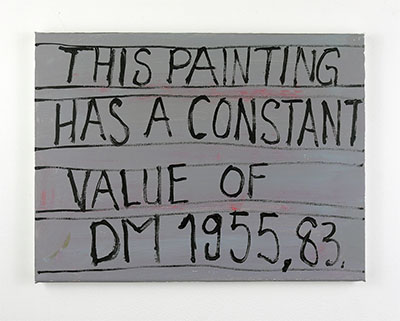 THIS PAINTING
HAS A CONSTANT
VALUE OF
DM 1955,83.